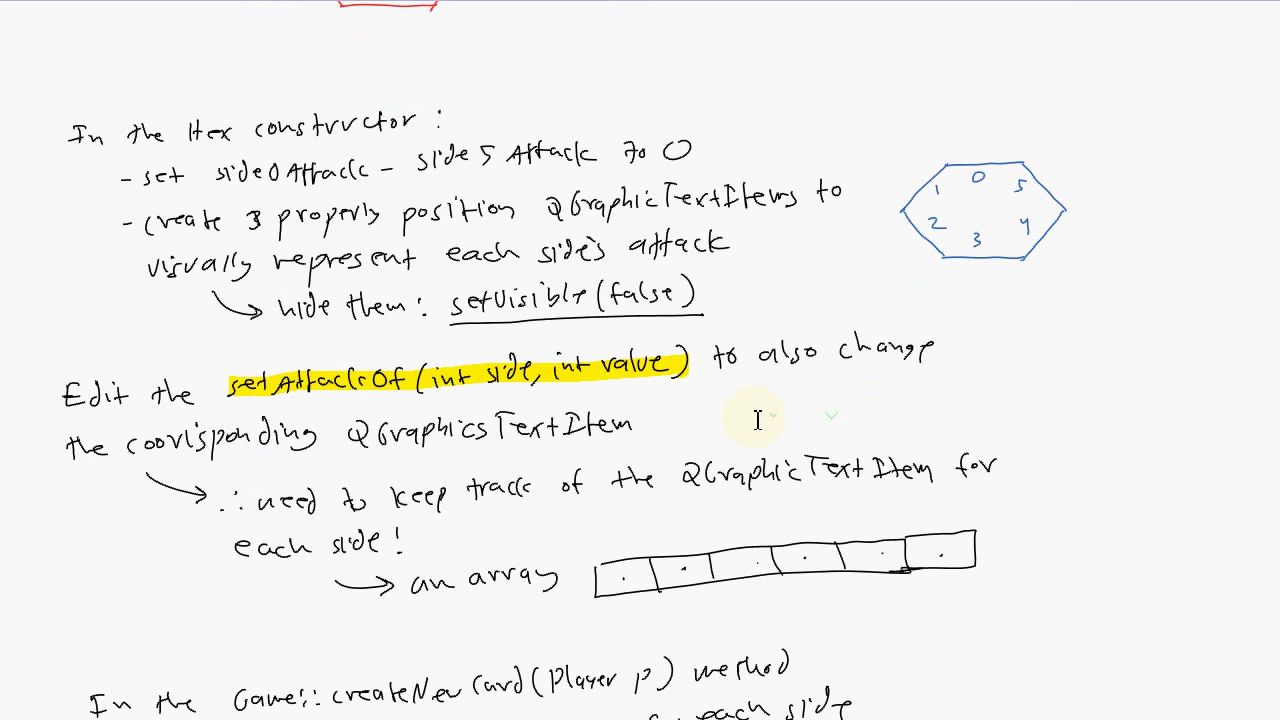 In the Hex constructor :
- set side0Attack - side5Attack to 0
- create & properly position QGraphicTextItems to
visually represent each side's attack
hide them : setVisible(false)
1 0 5
2 3 4
Edit the setAttackOf(int side, int value) to also change
the coorisponding QGraphicsTextItem
∴ need to keep track of the QGraphicTextItem for
each side!
an array
In the Game::createNewCard(Player p) method
each side